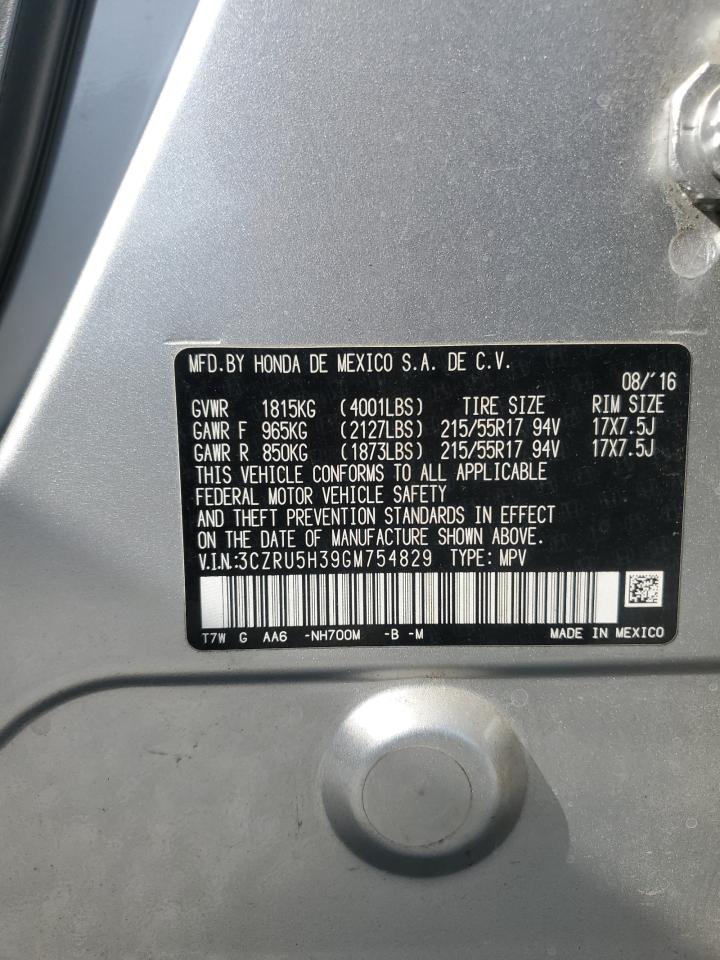 MFD.BY HONDA DE MEXICO S.A. DE C.V.
08/'16
GVWR 1815KG (4001LBS) TIRE SIZE RIM SIZE
GAWR F 965KG (2127LBS) 215/55R17 94V 17X7.5J
GAWR R 850KG (1873LBS) 215/55R17 94V 17X7.5J
THIS VEHICLE CONFORMS TO ALL APPLICABLE
FEDERAL MOTOR VEHICLE SAFETY
AND THEFT PREVENTION STANDARDS IN EFFECT
ON THE DATE OF MANUFACTURE SHOWN ABOVE.
V.I.N.:3CZRU5H39GM754829 TYPE: MPV
T7W G AA6 -NH700M -B -M MADE IN MEXICO